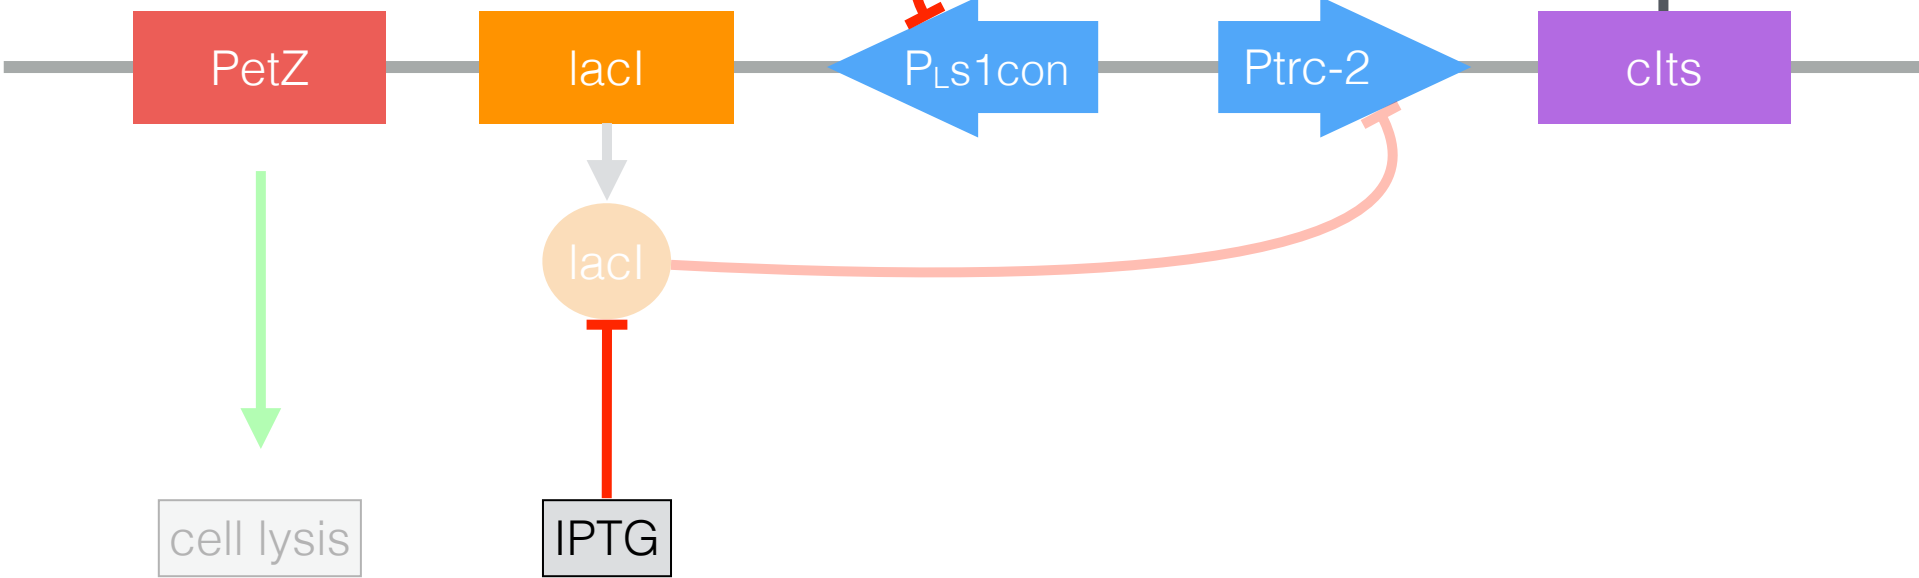 PetZ
lacI
PLs1con
Ptrc-2
cIts
lacI
cell lysis
IPTG